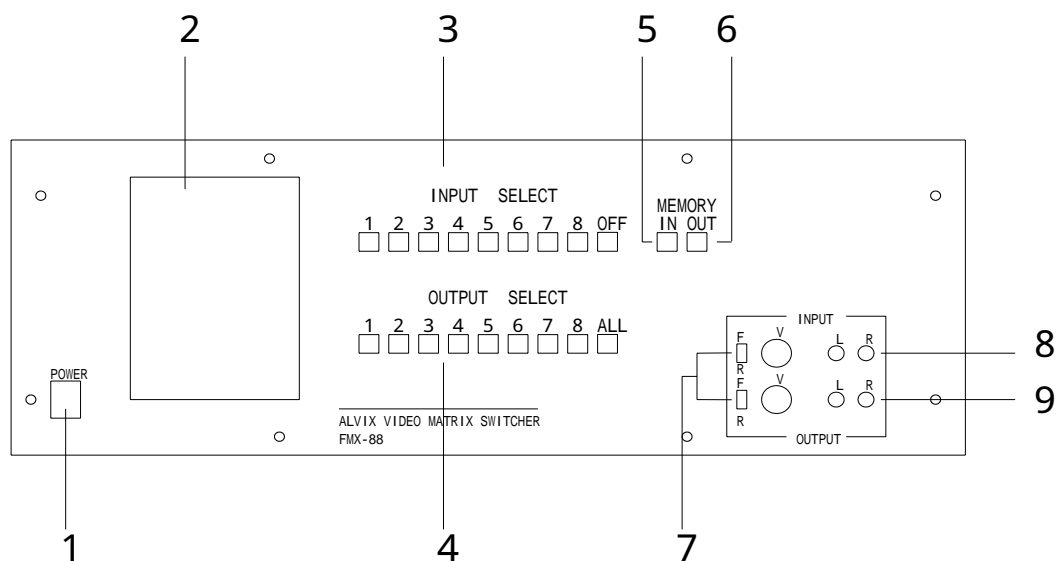 2 3 5 6
INPUT SELECT
1 2 3 4 5 6 7 8 OFF
MEMORY
IN OUT
OUTPUT SELECT
1 2 3 4 5 6 7 8 ALL
INPUT
F V L R
R
8
F V L R
R
9
OUTPUT
POWER
ALVIX VIDEO MATRIX SWITCHER
FMX-88
1 4 7